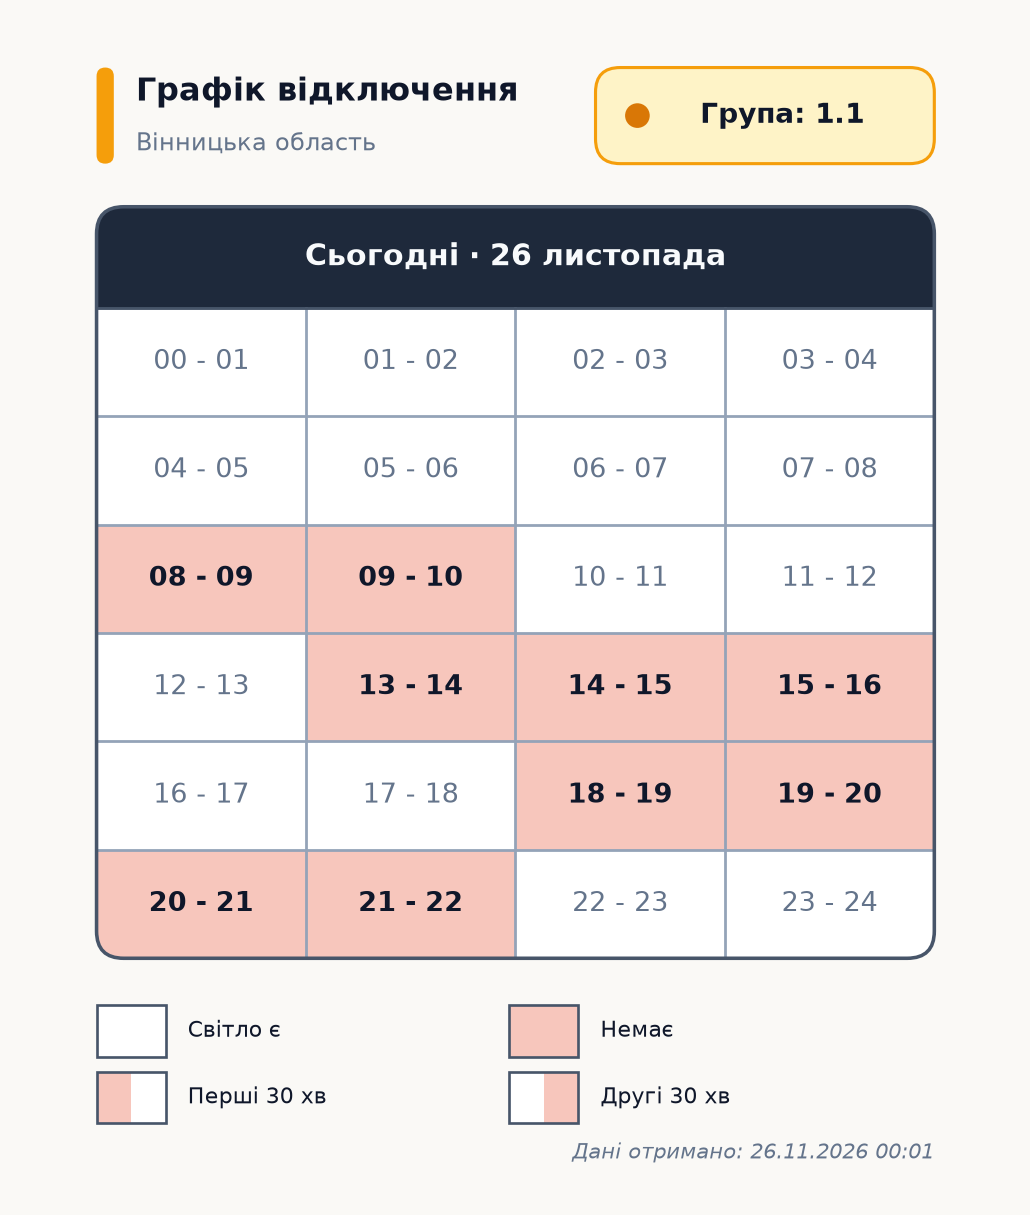 Графік відключення
Вінницька область
Група: 1.1
Сьогодні · 26 листопада
00 - 01 01 - 02 02 - 03 03 - 04
04 - 05 05 - 06 06 - 07 07 - 08
08 - 09 09 - 10 10 - 11 11 - 12
12 - 13 13 - 14 14 - 15 15 - 16
16 - 17 17 - 18 18 - 19 19 - 20
20 - 21 21 - 22 22 - 23 23 - 24
Світло є Немає
Перші 30 хв Другі 30 хв
Дані отримано: 26.11.2026 00:01